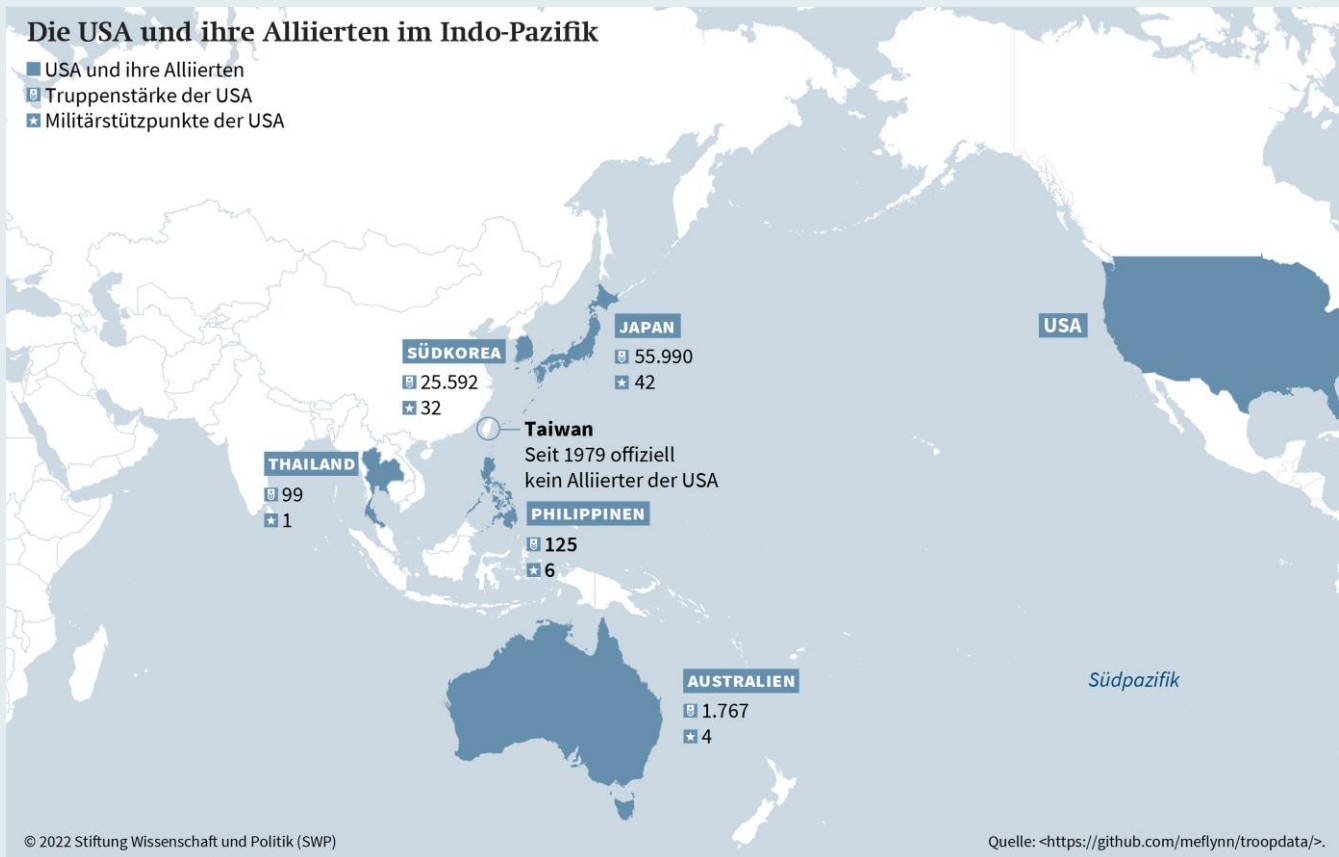 Die USA und ihre Alliierten im Indo-Pazifik
USA und ihre Alliierten
Truppenstärke der USA
Militärstützpunkte der USA
JAPAN
55.990
42
USA
SÜDKOREA
25.592
32
Taiwan
Seit 1979 offiziell
kein Alliierter der USA
THAILAND
99
1
PHILIPPINEN
125
6
AUSTRALIEN
1.767
4
Südpazifik
© 2022 Stiftung Wissenschaft und Politik (SWP)
Quelle: <https://github.com/meflynn/troopdata/>.